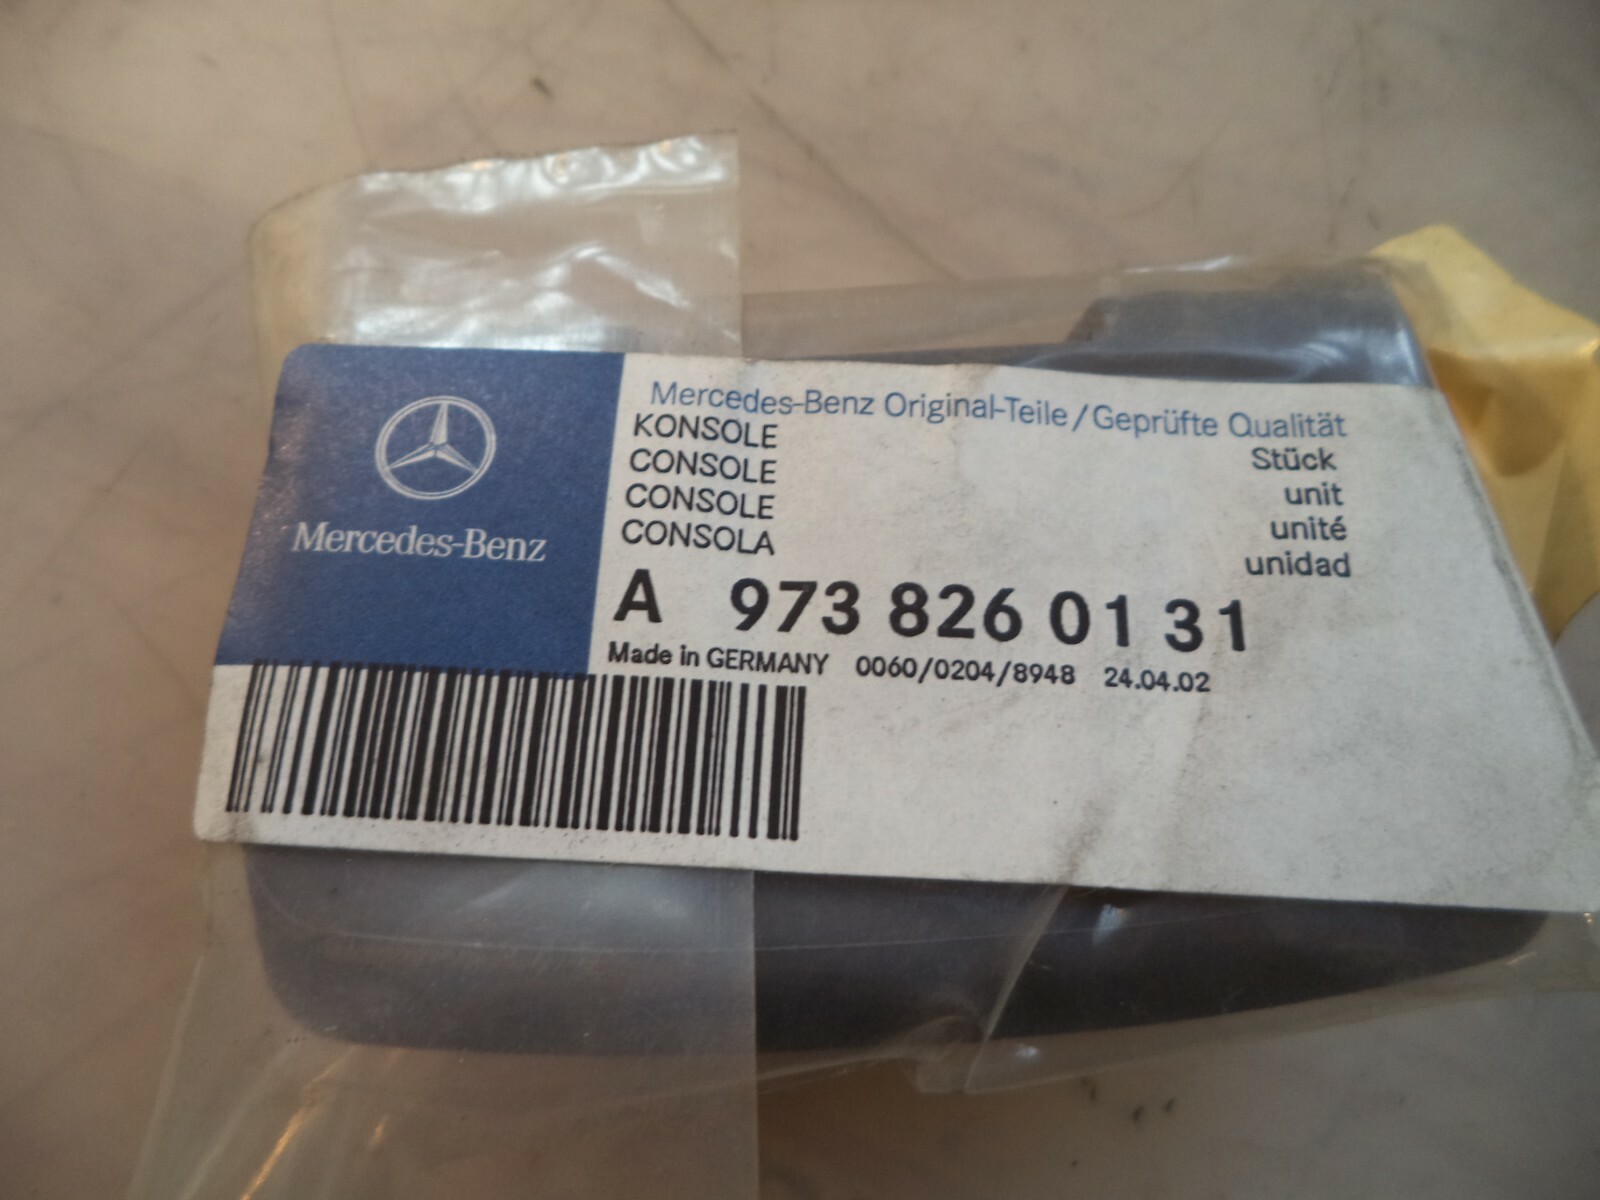 Mercedes-Benz
Mercedes-Benz Original-Teile/Geprüfte Qualität
KONSOLE Stück
CONSOLE unit
CONSOLE unité
CONSOLA unidad
A 973 826 01 31
Made in GERMANY 0060/0204/8948 24.04.02